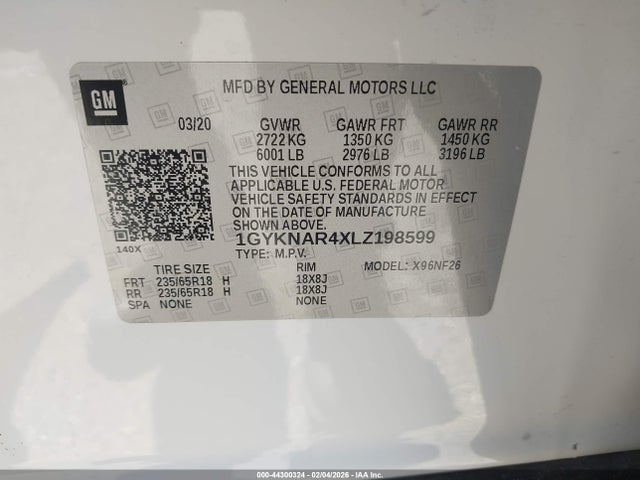 GM
MFD BY GENERAL MOTORS LLC
03/20 GVWR GAWR FRT GAWR RR
2722 KG 1350 KG 1450 KG
6001 LB 2976 LB 3196 LB
THIS VEHICLE CONFORMS TO ALL
APPLICABLE U.S. FEDERAL MOTOR
VEHICLE SAFETY STANDARDS IN EFFECT
ON THE DATE OF MANUFACTURE
SHOWN ABOVE.
1GYKNAR4XLZ198599
140X TYPE: M.P.V.
TIRE SIZE RIM MODEL: X96NF26
FRT 235/65R18 H 18X8J
RR 235/65R18 H 18X8J
SPA NONE NONE
000-44300324 - 02/04/2026 - IAAI CORPORATE